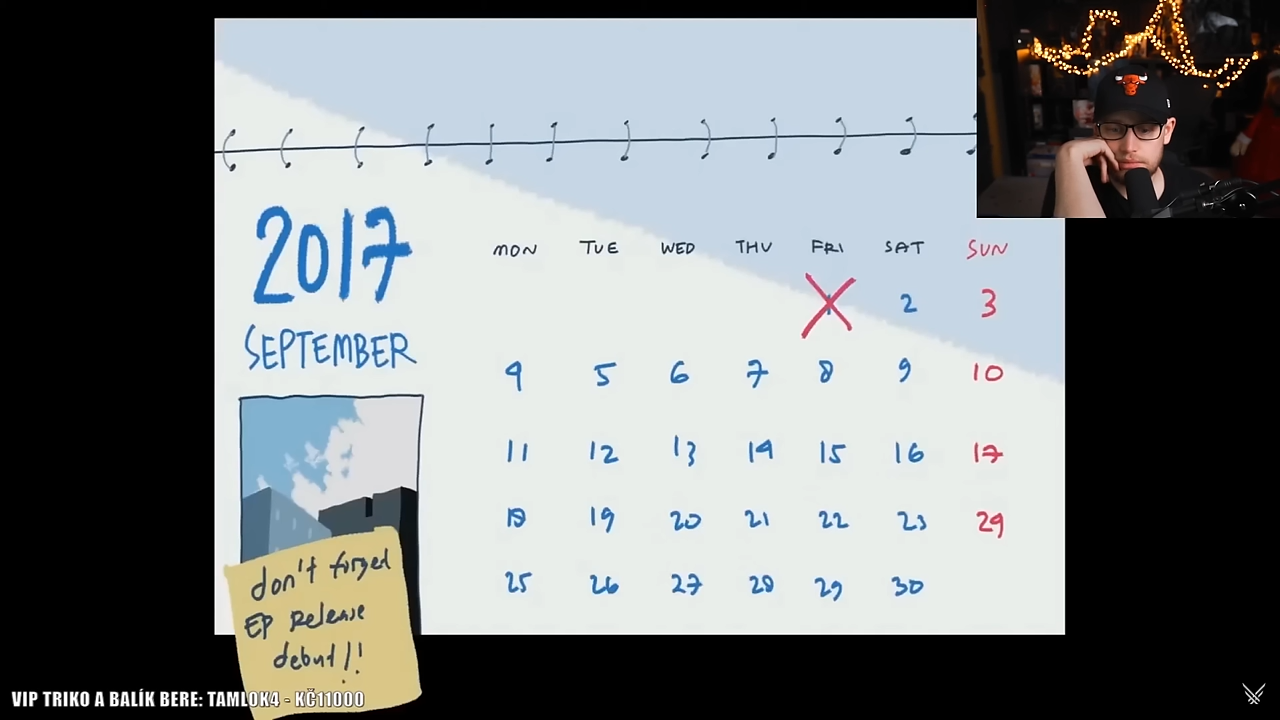 2017
SEPTEMBER
MON TUE WED THU FRI SAT SUN
1 2 3
4 5 6 7 8 9 10
11 12 13 14 15 16 17
18 19 20 21 22 23 29
25 26 27 28 29 30
don't forged
EP Release
debut!!
VIP TRIKO A BALÍK BERE: TAMLOK4 - KČ11000